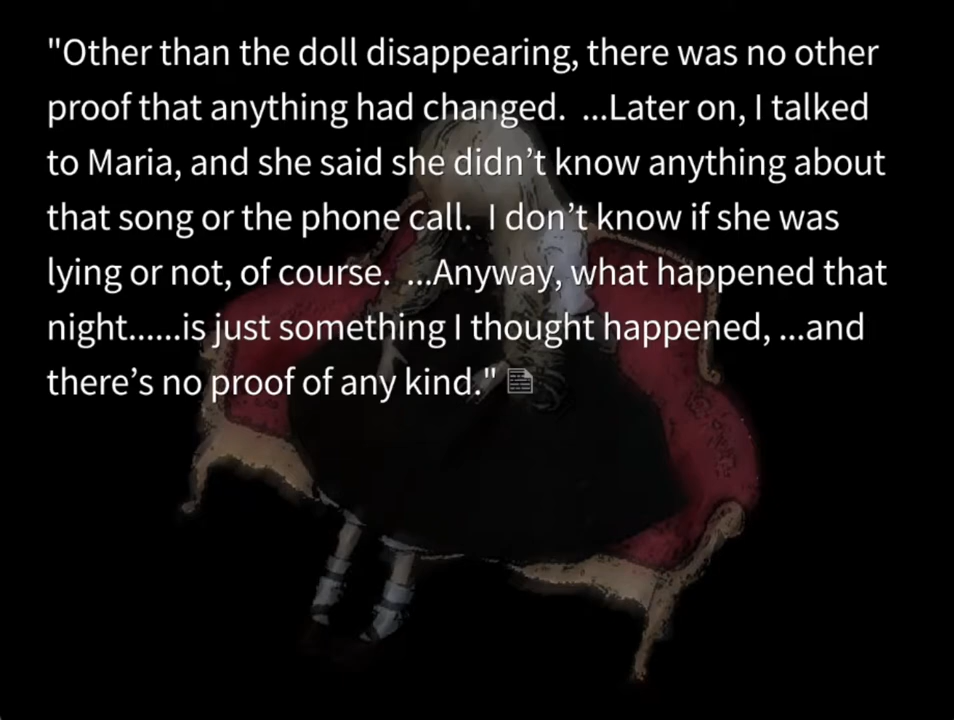 "Other than the doll disappearing, there was no other
proof that anything had changed.  ...Later on, I talked
to Maria, and she said she didn’t know anything about
that song or the phone call.  I don’t know if she was
lying or not, of course.  ...Anyway, what happened that
night......is just something I thought happened, ...and
there’s no proof of any kind."